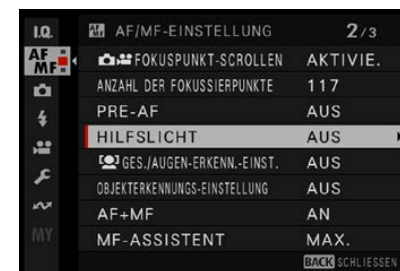 I.Q. AF/MF-EINSTELLUNG 2/3
AF MF FOKUSPUNKT-SCROLLEN AKTIVIE.
ANZAHL DER FOKUSSIERPUNKTE 117
PRE-AF AUS
HILFSLICHT AUS
GES./AUGEN-ERKENN.-EINST. AUS
OBJEKTERKENNUNGS-EINSTELLUNG AUS
AF+MF AN
MY MF-ASSISTENT MAX.
BACK SCHLIESSEN